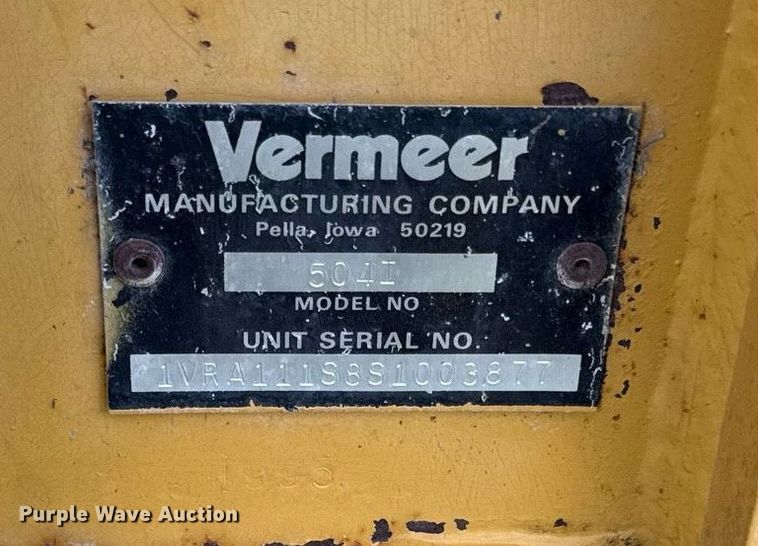 Vermeer
MANUFACTURING COMPANY
Pella, Iowa 50219
504I
MODEL NO
UNIT SERIAL NO.
1VRA111S8S1003877
Purple Wave Auction